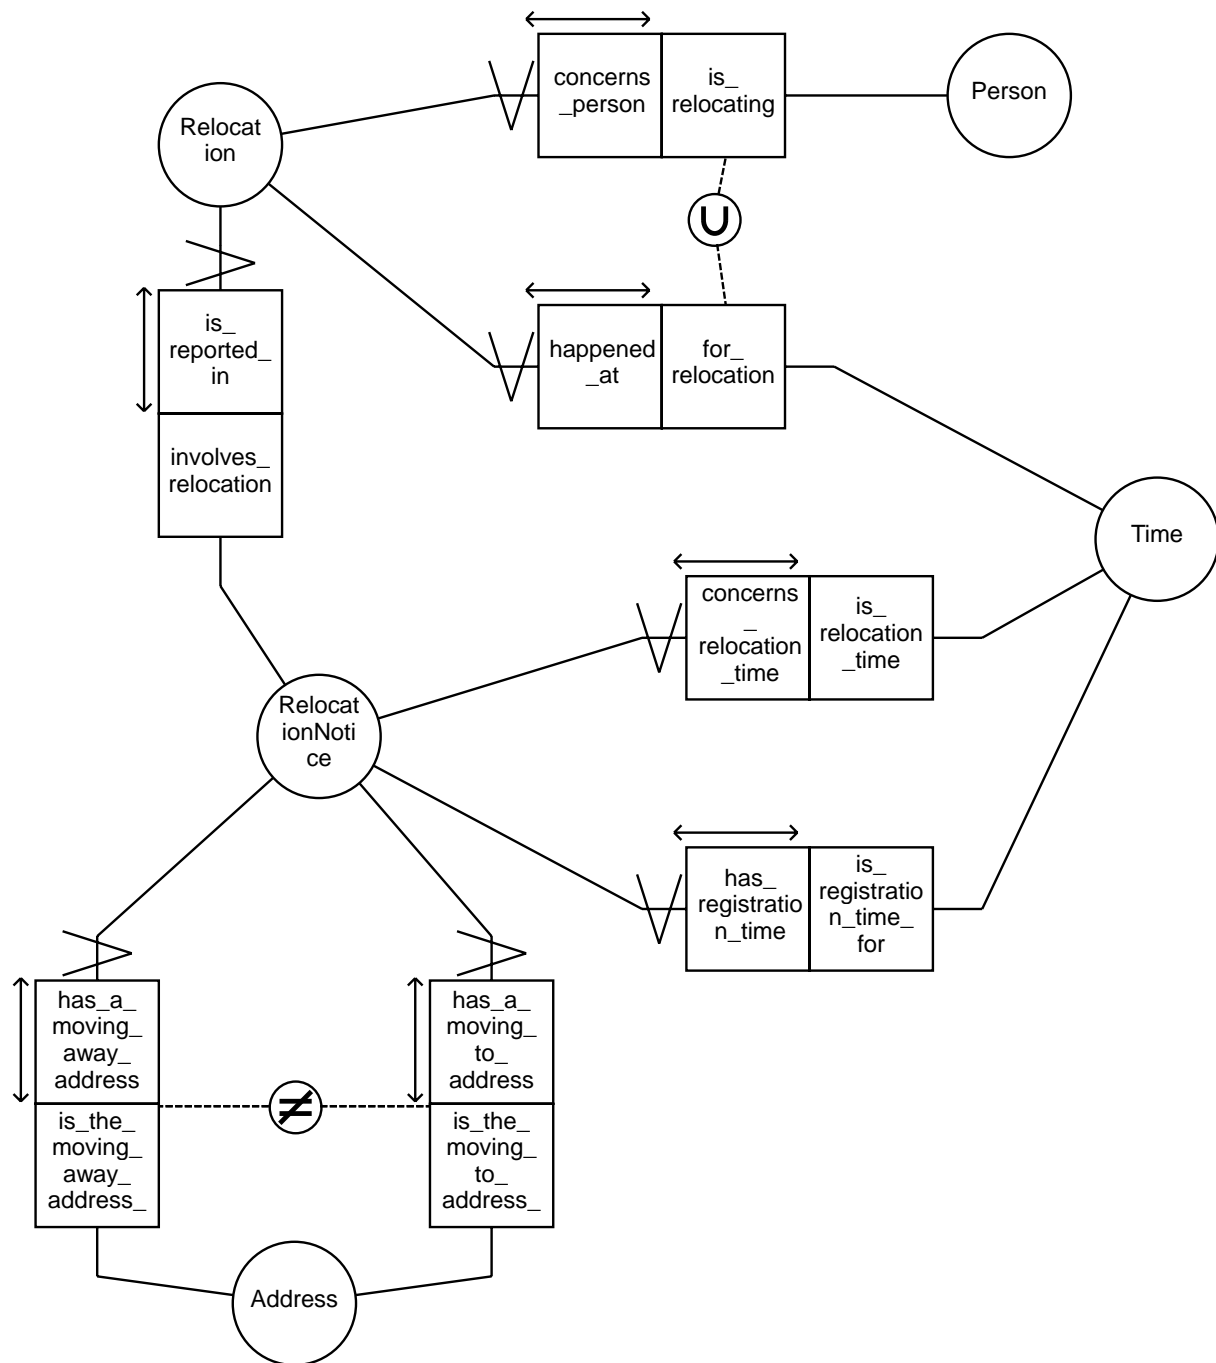 concerns
_person
is_
relocating
Person
Relocat
ion
happened
_at
for_
relocation
is_
reported_
in
involves_
relocation
Time
concerns
_
relocation
_time
is_
relocation
_time
Relocat
ionNoti
ce
has_
registratio
n_time
is_
registratio
n_time_
for
has_a_
moving_
away_
address
has_a_
moving_
to_
address
is_the_
moving_
away_
address_
is_the_
moving_
to_
address_
Address